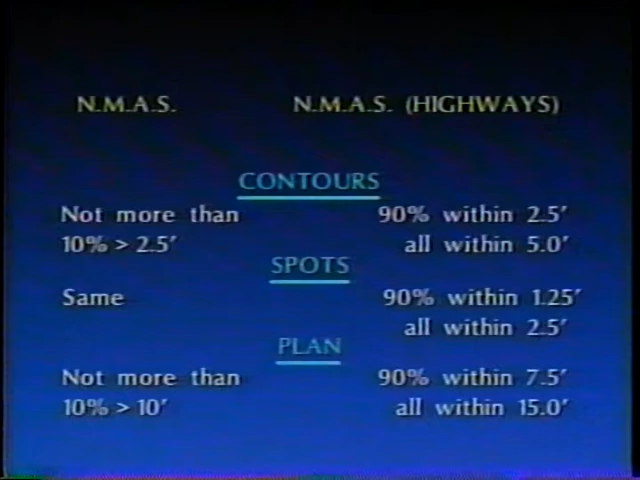 N.M.A.S. N.M.A.S. (HIGHWAYS)
CONTOURS
Not more than 90% within 2.5'
10% > 2.5' all within 5.0'
SPOTS
Same 90% within 1.25'
all within 2.5'
PLAN
Not more than 90% within 7.5'
10% > 10' all within 15.0'